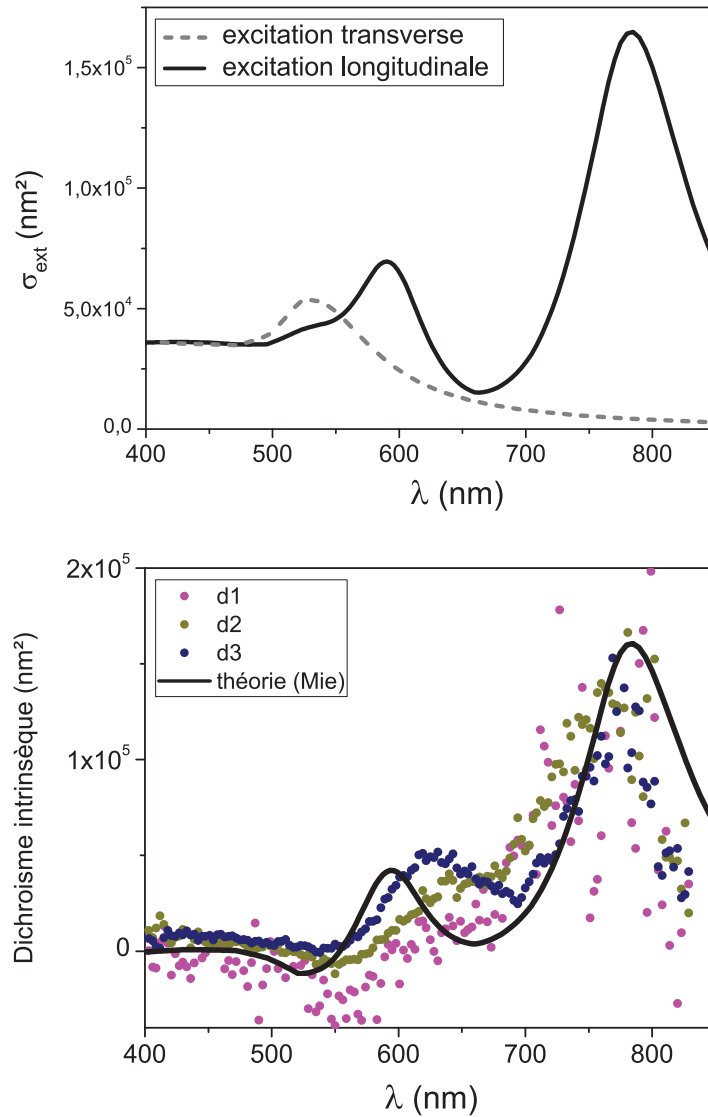 excitation transverse
excitation longitudinale
1,5x10⁵
1,0x10⁵
5,0x10⁴
0,0
σext (nm²)
400 500 600 700 800
λ (nm)
2x10⁵
1x10⁵
0
Dichroisme intrinsèque (nm²)
d1
d2
d3
théorie (Mie)
400 500 600 700 800
λ (nm)